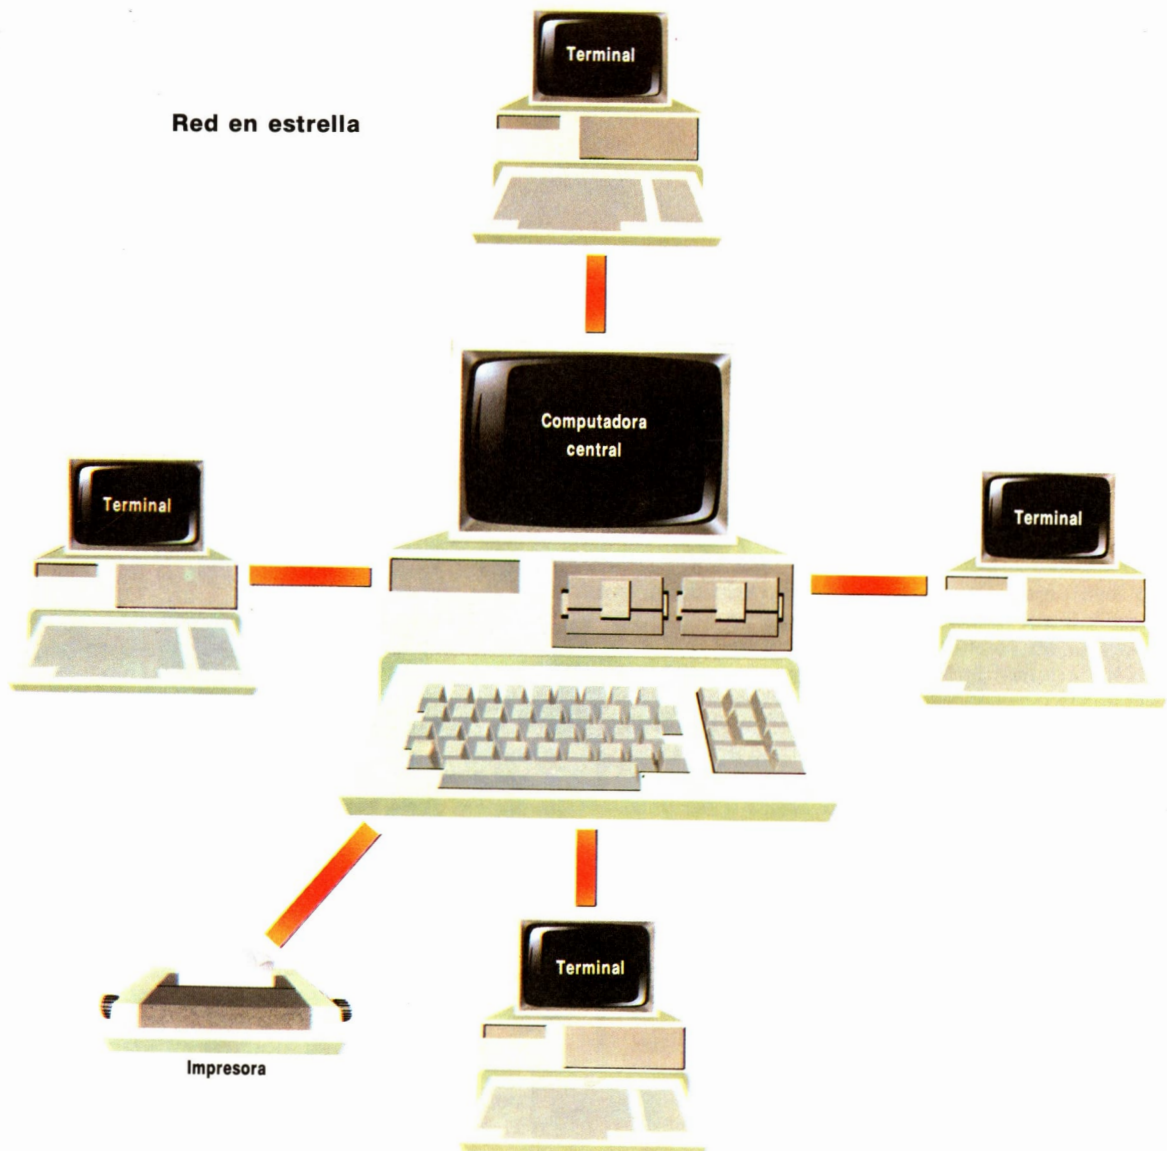 Terminal
Red en estrella
Computadora
central
Terminal
Terminal
Terminal
Impresora